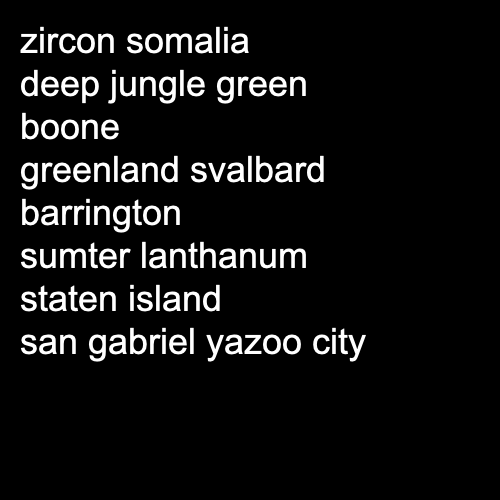 zircon somalia
deep jungle green
boone
greenland svalbard
barrington
sumter lanthanum
staten island
san gabriel yazoo city